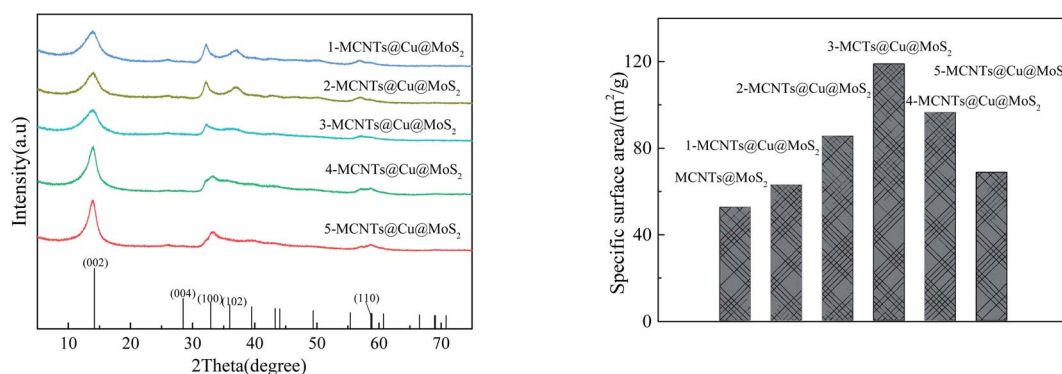 1-MCNTs@Cu@MoS₂
2-MCNTs@Cu@MoS₂
3-MCNTs@Cu@MoS₂
4-MCNTs@Cu@MoS₂
5-MCNTs@Cu@MoS₂
(002)
(004)
(100)
(102)
(110)
Intensity(a.u)
10 20 30 40 50 60 70
2Theta(degree)
Specific surface area/(m²/g)
120
80
40
0
3-MCTs@Cu@MoS₂
5-MCNTs@Cu@MoS
2-MCNTs@Cu@MoS₂
4-MCNTs@Cu@MoS₂
1-MCNTs@Cu@MoS₂
MCNTs@MoS₂